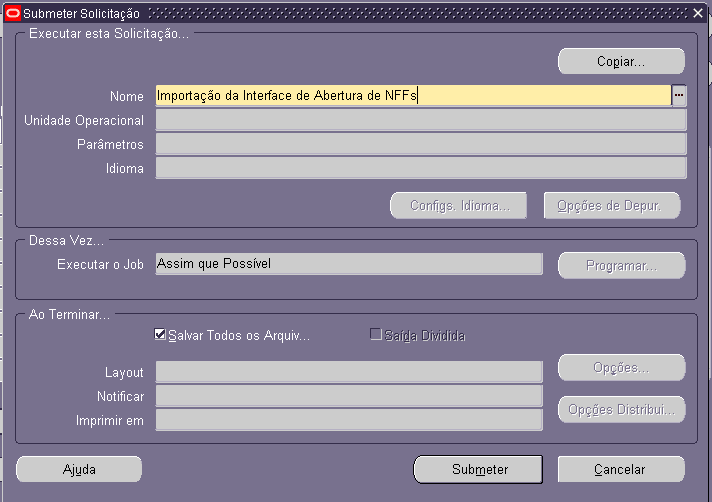 Submeter Solicitação
Executar esta Solicitação...
Copiar...
Nome Importação da Interface de Abertura de NFFs ...
Unidade Operacional
Parâmetros
Idioma
Configs. Idioma... Opções de Depur.
Dessa Vez...
Executar o Job Assim que Possível Programar...
Ao Terminar...
Salvar Todos os Arquiv... Saída Dividida
Layout Opções...
Notificar
Imprimir em Opções Distribui...
Ajuda Submeter Cancelar